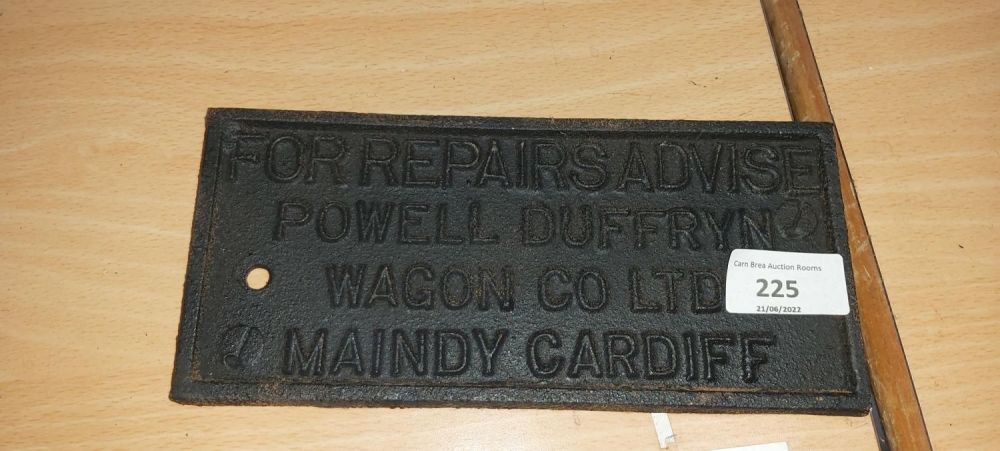 FOR REPAIRS ADVISE
POWELL DUFFRYN
WAGON CO LTD
MAINDY CARDIFF
Carn Brea Auction Rooms
225
21/06/2022